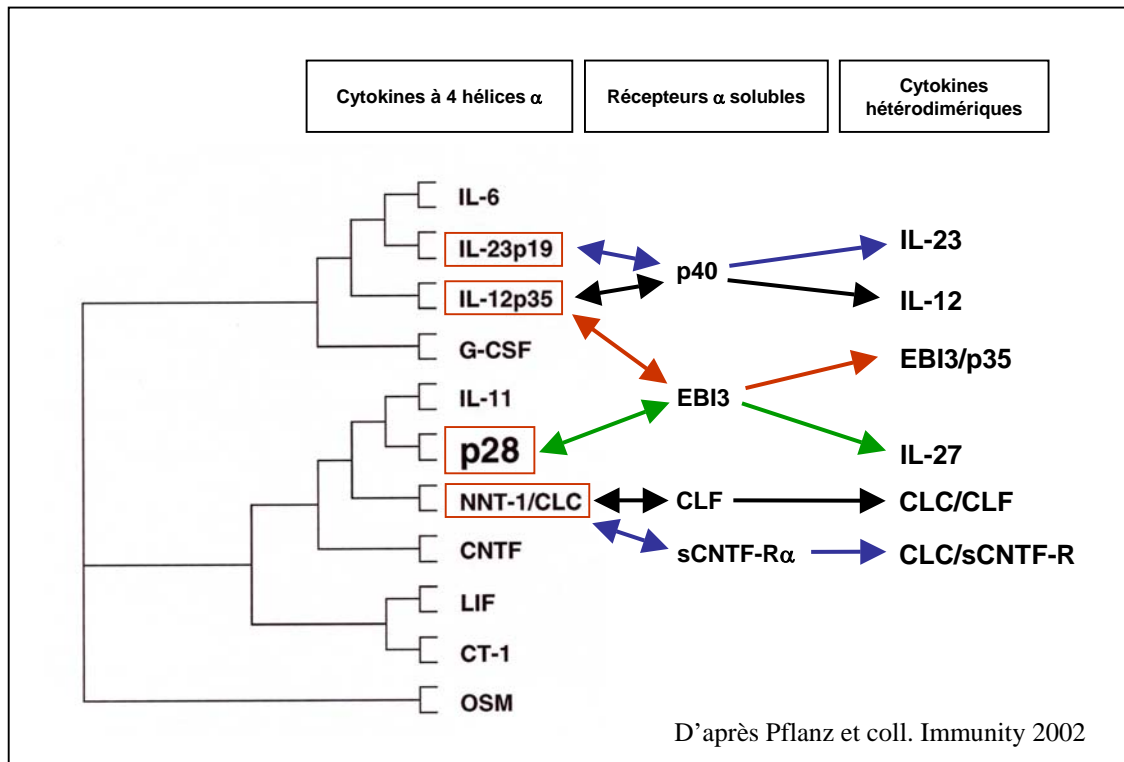 Cytokines à 4 hélices α
Récepteurs α solubles
Cytokines
hétérodimériques
IL-6
IL-23p19
IL-12p35
G-CSF
IL-11
p28
NNT-1/CLC
CNTF
LIF
CT-1
OSM
p40
EBI3
CLF
sCNTF-Rα
IL-23
IL-12
EBI3/p35
IL-27
CLC/CLF
CLC/sCNTF-R
D'après Pflanz et coll. Immunity 2002